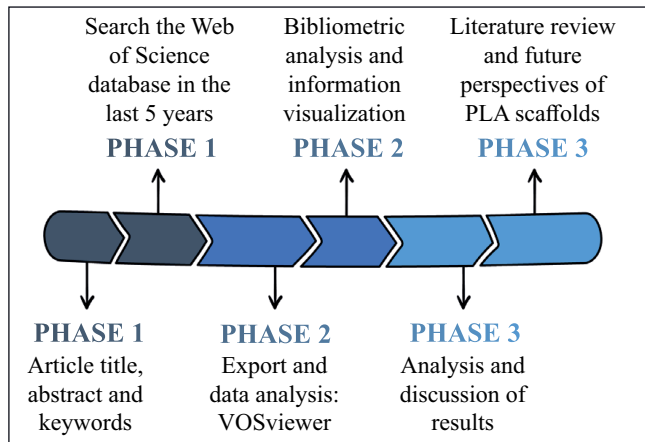 Search the Web
of Science
database in the
last 5 years
PHASE 1
Bibliometric
analysis and
information
visualization
PHASE 2
Literature review
and future
perspectives of
PLA scaffolds
PHASE 3
PHASE 1
Article title,
abstract and
keywords
PHASE 2
Export and
data analysis:
VOSviewer
PHASE 3
Analysis and
discussion of
results